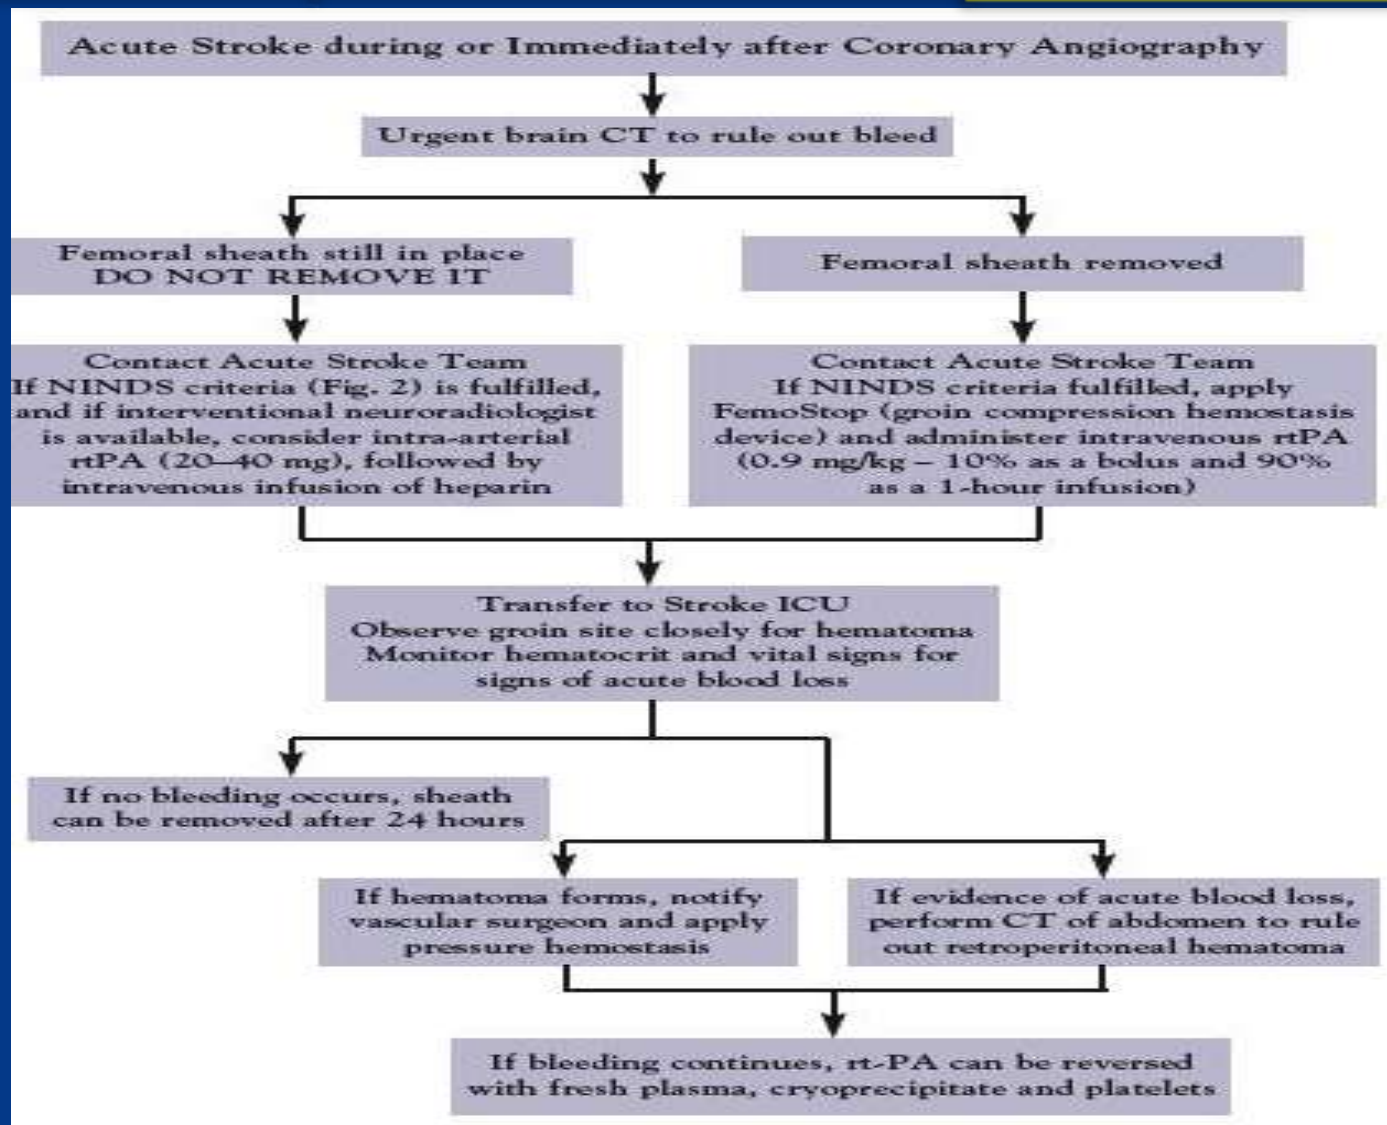 Acute Stroke during or Immediately after Coronary Angiography
Urgent brain CT to rule out bleed
Femoral sheath still in place
DO NOT REMOVE IT
Femoral sheath removed
Contact Acute Stroke Team
If NINDS criteria (Fig. 2) is fulfilled,
and if interventional neuroradiologist
is available, consider intra-arterial
rtPA (20–40 mg), followed by
intravenous infusion of heparin
Contact Acute Stroke Team
If NINDS criteria fulfilled, apply
FemoStop (groin compression hemostasis
device) and administer intravenous rtPA
(0.9 mg/kg – 10% as a bolus and 90%
as a 1-hour infusion)
Transfer to Stroke ICU
Observe groin site closely for hematoma
Monitor hematocrit and vital signs for
signs of acute blood loss
If no bleeding occurs, sheath
can be removed after 24 hours
If hematoma forms, notify
vascular surgeon and apply
pressure hemostasis
If evidence of acute blood loss,
perform CT of abdomen to rule
out retroperitoneal hematoma
If bleeding continues, rt-PA can be reversed
with fresh plasma, cryoprecipitate and platelets